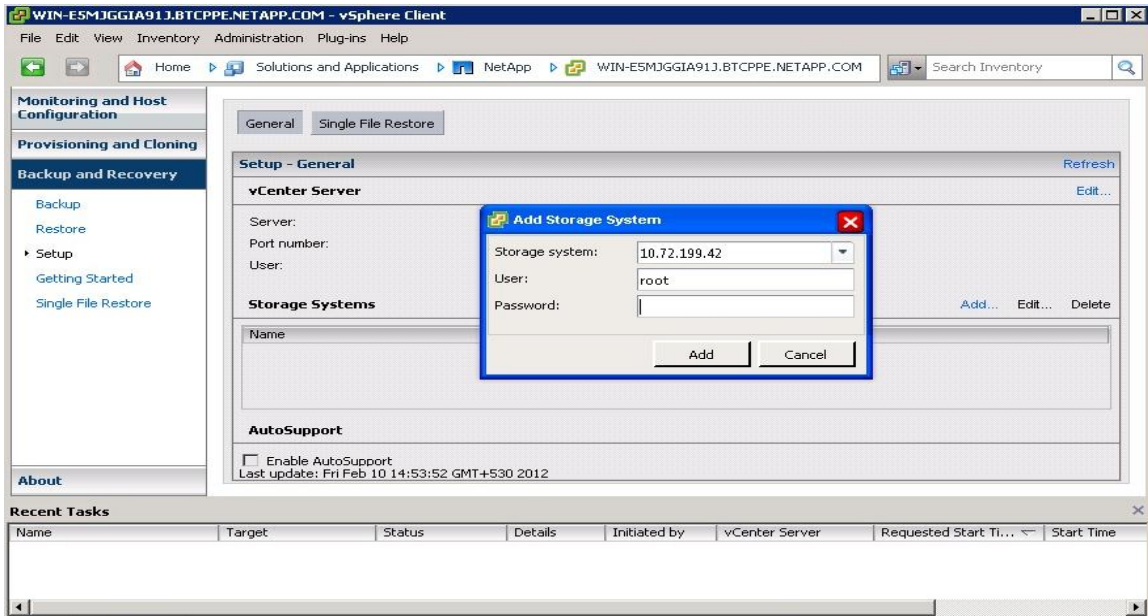 WIN-E5MJGGIA91J.BTCPPE.NETAPP.COM - vSphere Client
File Edit View Inventory Administration Plug-ins Help
Home Solutions and Applications NetApp WIN-E5MJGGIA91J.BTCPPE.NETAPP.COM Search Inventory
Monitoring and Host
Configuration
Provisioning and Cloning
Backup and Recovery
Backup
Restore
Setup
Getting Started
Single File Restore
About
General Single File Restore
Setup - General Refresh
vCenter Server Edit...
Server:
Port number:
User:
Storage Systems Add... Edit... Delete
Name
AutoSupport
Enable AutoSupport
Last update: Fri Feb 10 14:53:52 GMT+530 2012
Add Storage System
Storage system: 10.72.199.42
User: root
Password:
Add Cancel
Recent Tasks
Name Target Status Details Initiated by vCenter Server Requested Start Ti... Start Time